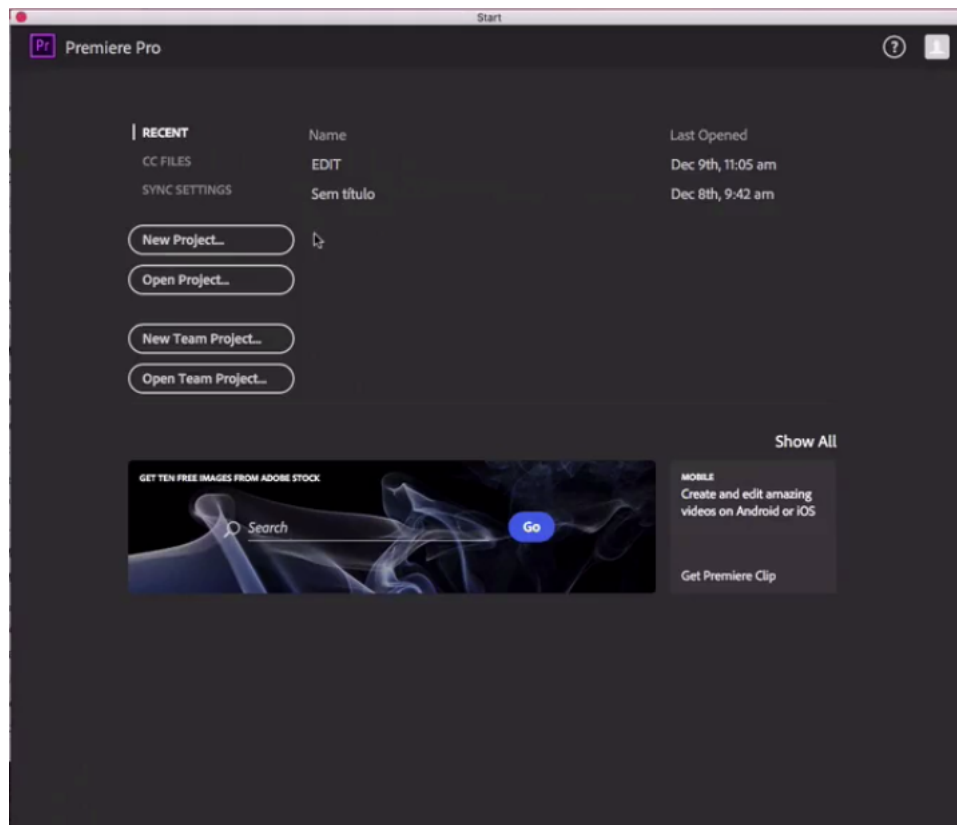 Start
Pr Premiere Pro
?
RECENT
CC FILES
SYNC SETTINGS
Name Last Opened
EDIT Dec 9th, 11:05 am
Sem título Dec 8th, 9:42 am
New Project...
Open Project...
New Team Project...
Open Team Project...
Show All
GET TEN FREE IMAGES FROM ADOBE STOCK
Search
Go
MOBILE
Create and edit amazing
videos on Android or iOS
Get Premiere Clip